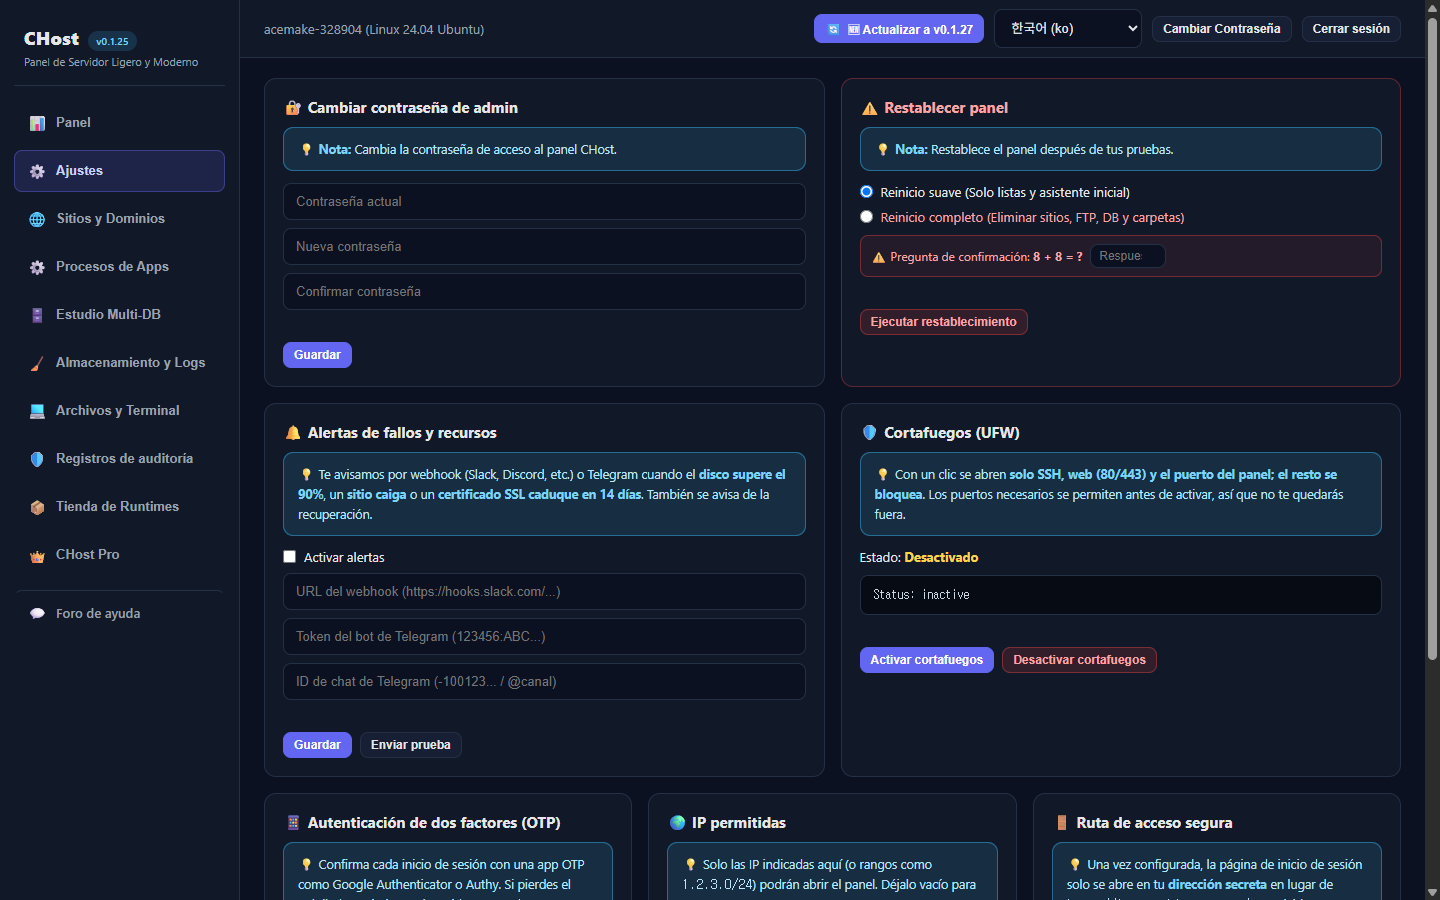 CHost v0.1.25
Panel de Servidor Ligero y Moderno
Panel
Ajustes
Sitios y Dominios
Procesos de Apps
Estudio Multi-DB
Almacenamiento y Logs
Archivos y Terminal
Registros de auditoría
Tienda de Runtimes
CHost Pro
Foro de ayuda
acemake-328904 (Linux 24.04 Ubuntu)
Actualizar a v0.1.27
한국어 (ko)
Cambiar Contraseña
Cerrar sesión
Cambiar contraseña de admin
Nota: Cambia la contraseña de acceso al panel CHost.
Contraseña actual
Nueva contraseña
Confirmar contraseña
Guardar
Restablecer panel
Nota: Restablece el panel después de tus pruebas.
Reinicio suave (Solo listas y asistente inicial)
Reinicio completo (Eliminar sitios, FTP, DB y carpetas)
Pregunta de confirmación: 8 + 8 = ? Respue
Ejecutar restablecimiento
Alertas de fallos y recursos
Te avisamos por webhook (Slack, Discord, etc.) o Telegram cuando el disco supere el
90%, un sitio caiga o un certificado SSL caduque en 14 días. También se avisa de la
recuperación.
Activar alertas
URL del webhook (https://hooks.slack.com/...)
Token del bot de Telegram (123456:ABC...)
ID de chat de Telegram (-100123... / @canal)
Guardar
Enviar prueba
Cortafuegos (UFW)
Con un clic se abren solo SSH, web (80/443) y el puerto del panel; el resto se
bloquea. Los puertos necesarios se permiten antes de activar, así que no te quedarás
fuera.
Estado: Desactivado
Status: inactive
Activar cortafuegos
Desactivar cortafuegos
Autenticación de dos factores (OTP)
Confirma cada inicio de sesión con una app OTP
como Google Authenticator o Authy. Si pierdes el
IP permitidas
Solo las IP indicadas aquí (o rangos como
1.2.3.0/24) podrán abrir el panel. Déjalo vacío para
Ruta de acceso segura
Una vez configurada, la página de inicio de sesión
solo se abre en tu dirección secreta en lugar de